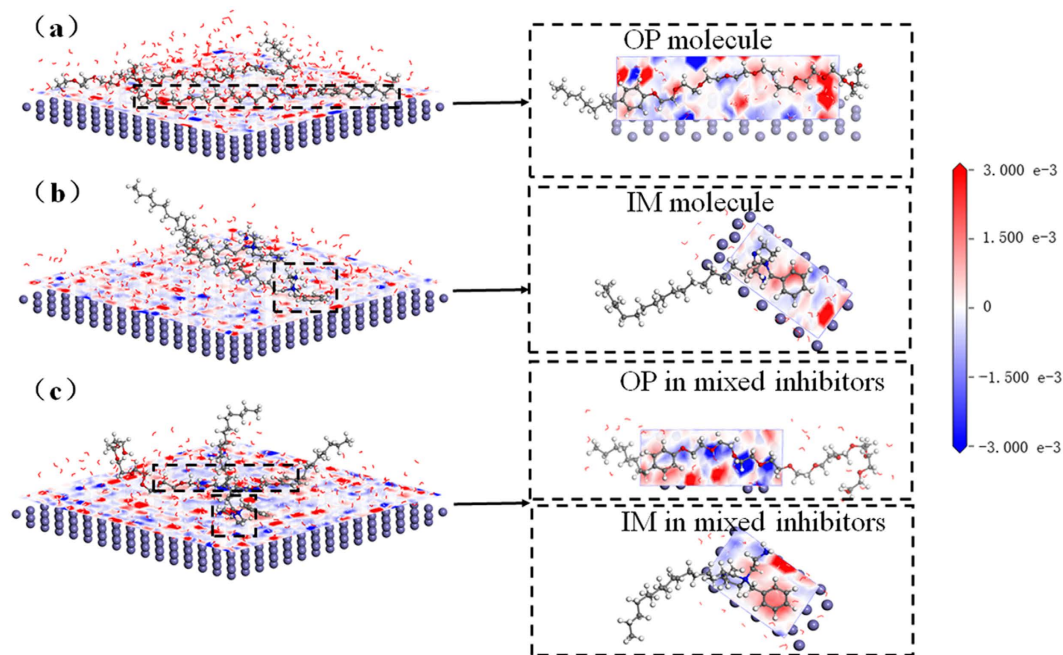 (a)
OP molecule
(b)
IM molecule
(c)
OP in mixed inhibitors
IM in mixed inhibitors
3.000 e-3
1.500 e-3
0
-1.500 e-3
-3.000 e-3